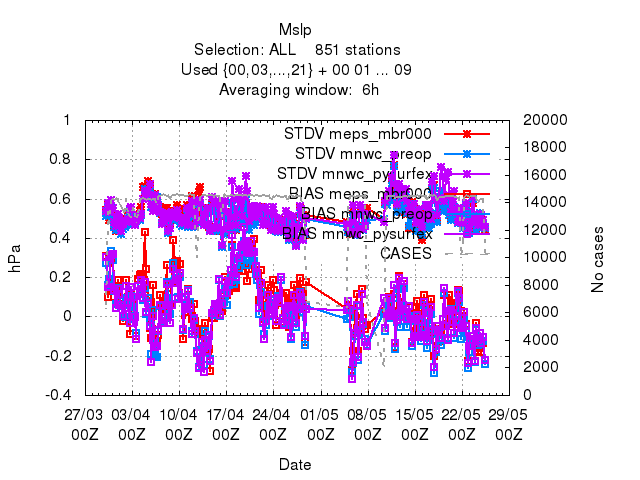 Mslp
Selection: ALL    851 stations
Used {00,03,...,21} + 00 01 ... 09
Averaging window:  6h
1
0.8
0.6
0.4
0.2
0
-0.2
-0.4
hPa
20000
18000
16000
14000
12000
10000
8000
6000
4000
2000
0
No cases
STDV meps_mbr000
STDV mnwc_preop
STDV mnwc_pysurfex
BIAS meps_mbr000
BIAS mnwc_preop
BIAS mnwc_pysurfex
CASES
27/03 03/04 10/04 17/04 24/04 01/05 08/05 15/05 22/05 29/05
00Z 00Z 00Z 00Z 00Z 00Z 00Z 00Z 00Z 00Z
Date